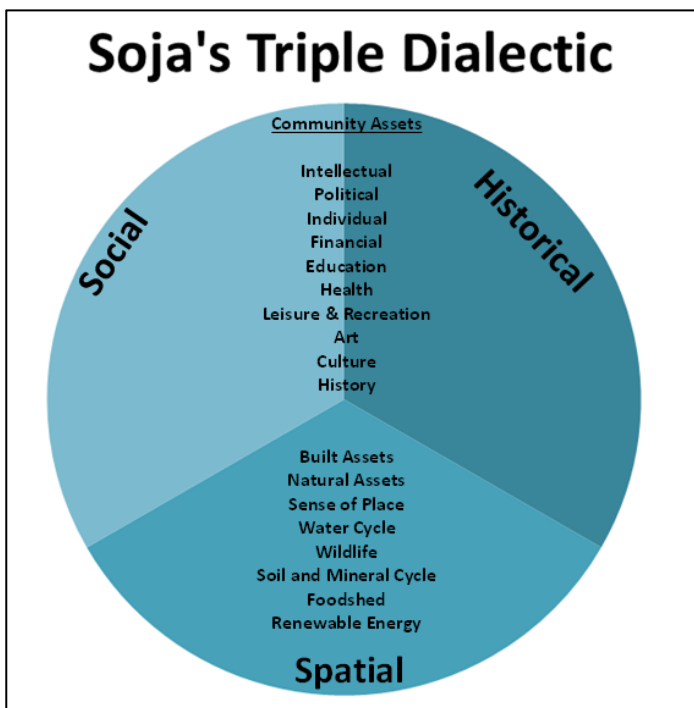 Soja's Triple Dialectic
Community Assets
Social
Historical
Intellectual
Political
Individual
Financial
Education
Health
Leisure & Recreation
Art
Culture
History
Built Assets
Natural Assets
Sense of Place
Water Cycle
Wildlife
Soil and Mineral Cycle
Foodshed
Renewable Energy
Spatial